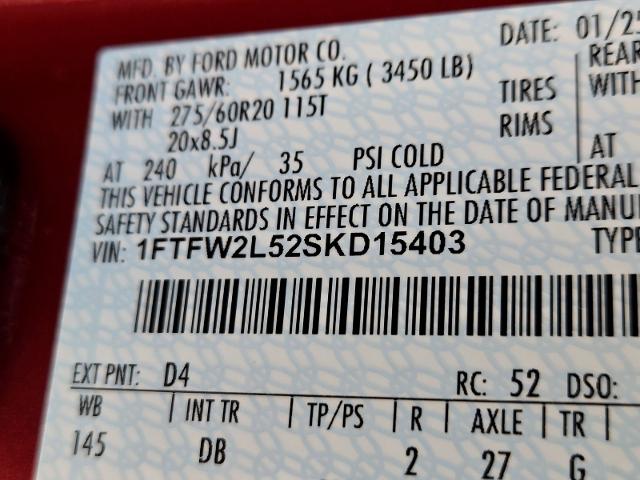 MFD. BY FORD MOTOR CO.
DATE: 01/25
FRONT GAWR: 1565 KG ( 3450 LB)
REAR
WITH 275/60R20 115T
TIRES
WITH
20x8.5J
RIMS
AT 240 kPa/ 35 PSI COLD
AT
THIS VEHICLE CONFORMS TO ALL APPLICABLE FEDERAL
SAFETY STANDARDS IN EFFECT ON THE DATE OF MANU
VIN: 1FTFW2L52SKD15403
TYPE
EXT PNT: D4
RC: 52 DSO:
WB | INT TR | TP/PS | R | AXLE | TR |
145 DB 2 27 G